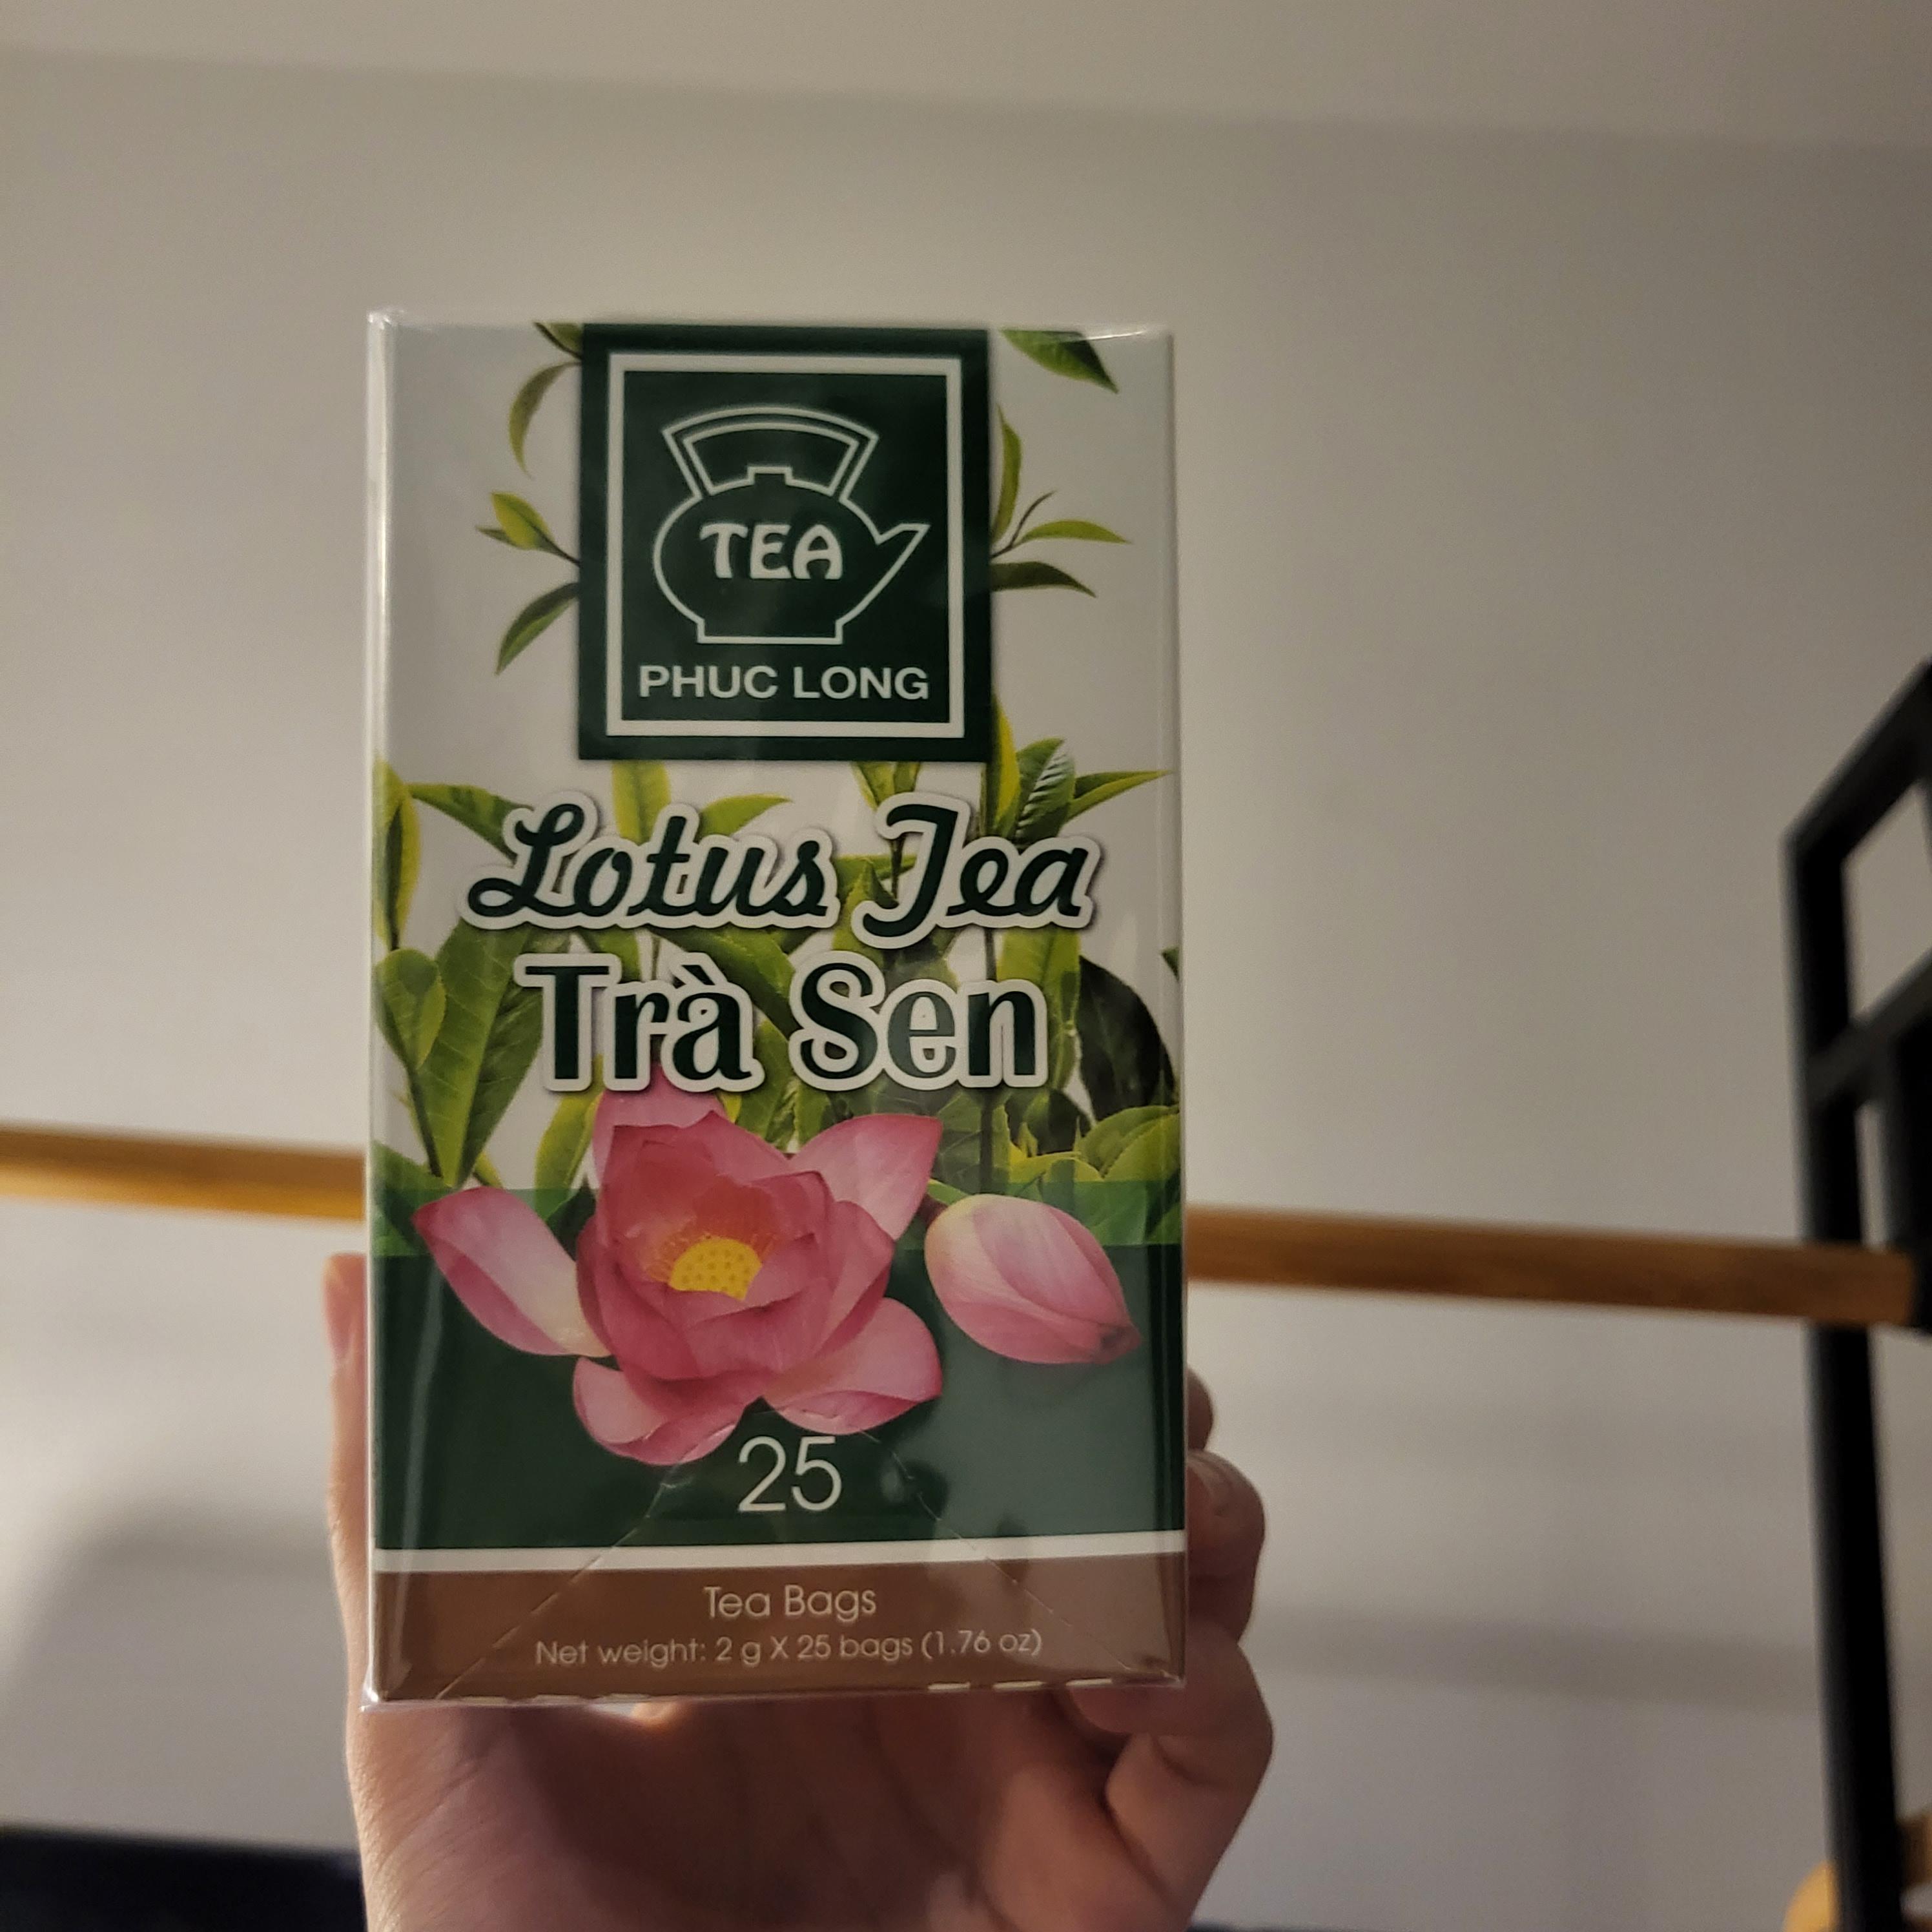 TEA
PHUC LONG
Lotus Tea
Trà Sen
25
Tea Bags
Net weight: 2 g X 25 bags (1.76 oz)